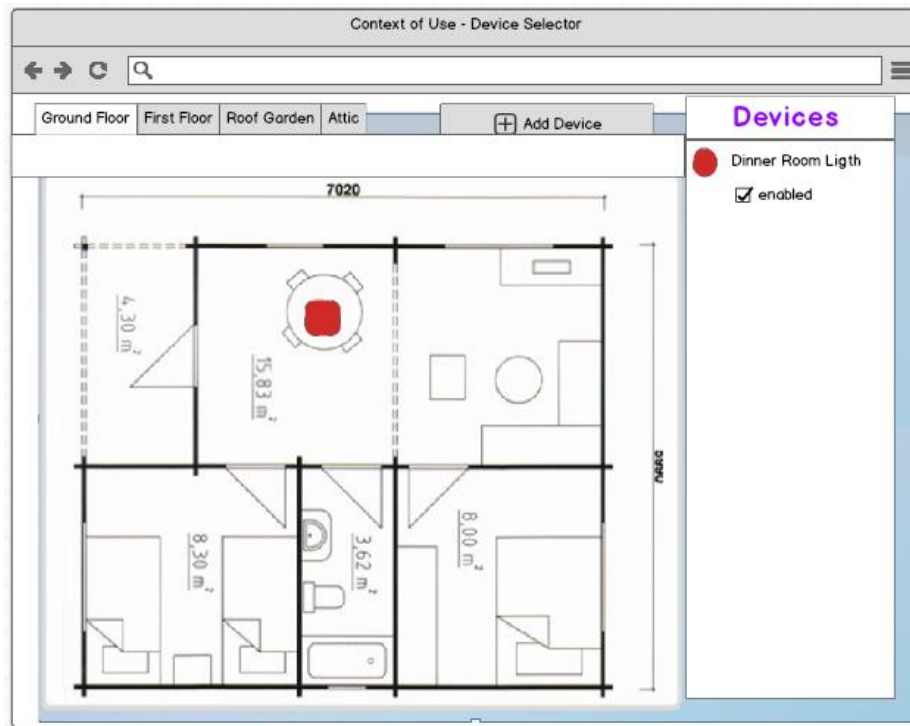 Context of Use - Device Selector
Ground Floor
First Floor
Roof Garden
Attic
Add Device
Devices
Dinner Room Ligth
enabled
7020
4,30 m²
15,83 m²
8,30 m²
3,62 m²
8,00 m²